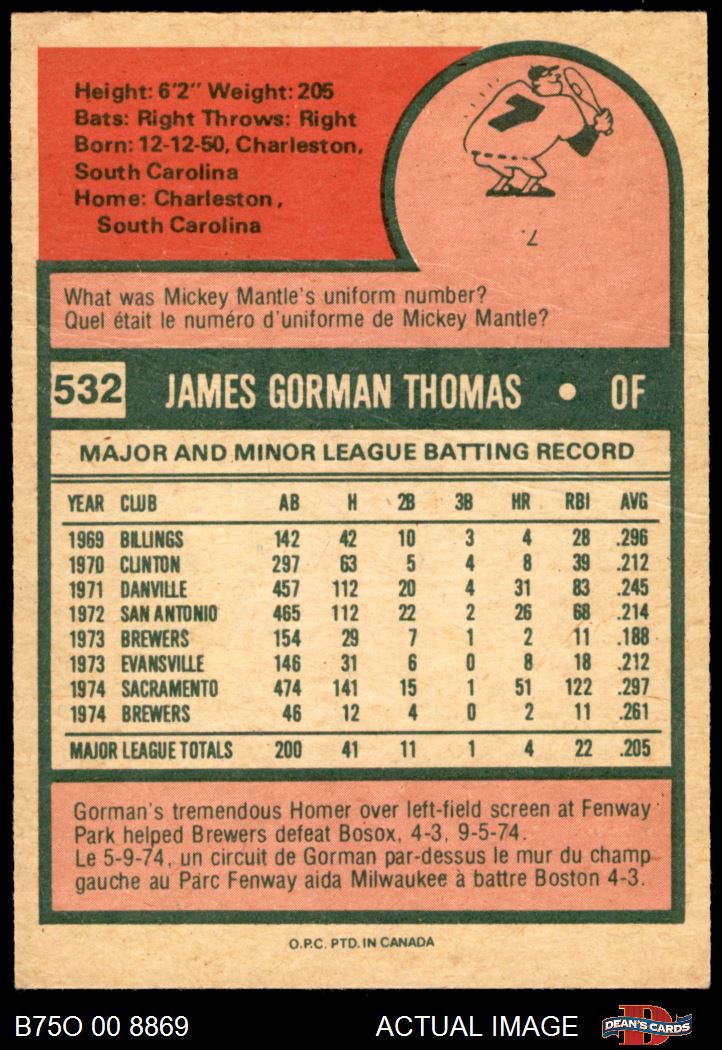 Height: 6'2" Weight: 205
Bats: Right Throws: Right
Born: 12-12-50, Charleston,
South Carolina
Home: Charleston,
South Carolina
7.
What was Mickey Mantle's uniform number?
Quel était le numéro d'uniforme de Mickey Mantle?
532 JAMES GORMAN THOMAS • OF
MAJOR AND MINOR LEAGUE BATTING RECORD
YEAR CLUB AB H 2B 3B HR RBI AVG
1969 BILLINGS 142 42 10 3 4 28 .296
1970 CLINTON 297 63 5 4 8 39 .212
1971 DANVILLE 457 112 20 4 31 83 .245
1972 SAN ANTONIO 465 112 22 2 26 68 .214
1973 BREWERS 154 29 7 1 2 11 .188
1973 EVANSVILLE 146 31 6 0 8 18 .212
1974 SACRAMENTO 474 141 15 1 51 122 .297
1974 BREWERS 46 12 4 0 2 11 .261
MAJOR LEAGUE TOTALS 200 41 11 1 4 22 .205
Gorman's tremendous Homer over left-field screen at Fenway
Park helped Brewers defeat Bosox, 4-3, 9-5-74.
Le 5-9-74, un circuit de Gorman par-dessus le mur du champ
gauche au Parc Fenway aida Milwaukee à battre Boston 4-3.
O.P.C. PTD. IN CANADA
B75O 00 8869 ACTUAL IMAGE D DEAN'S CARDS